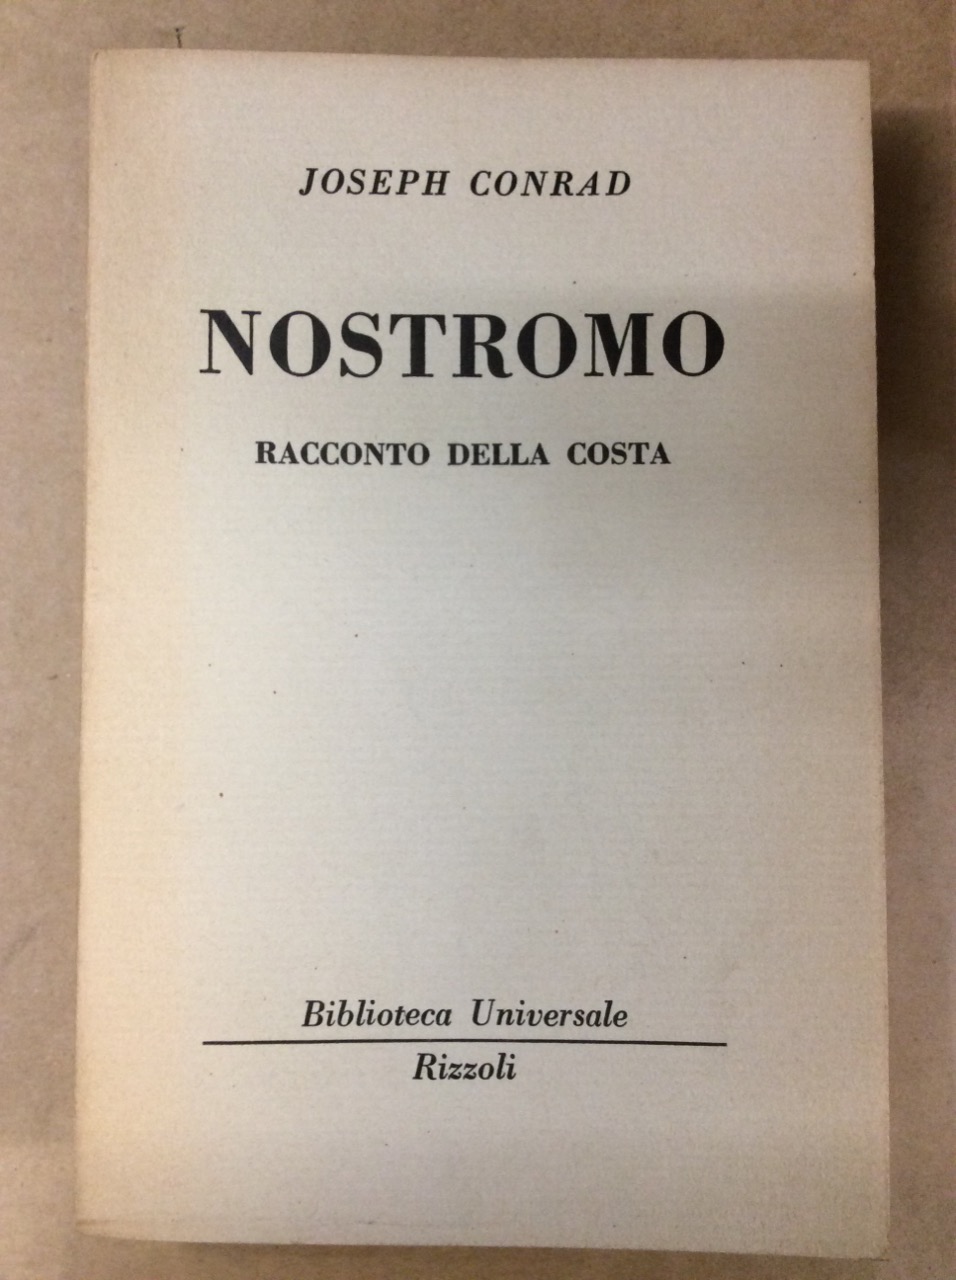 JOSEPH CONRAD
NOSTROMO
RACCONTO DELLA COSTA
Biblioteca Universale
Rizzoli